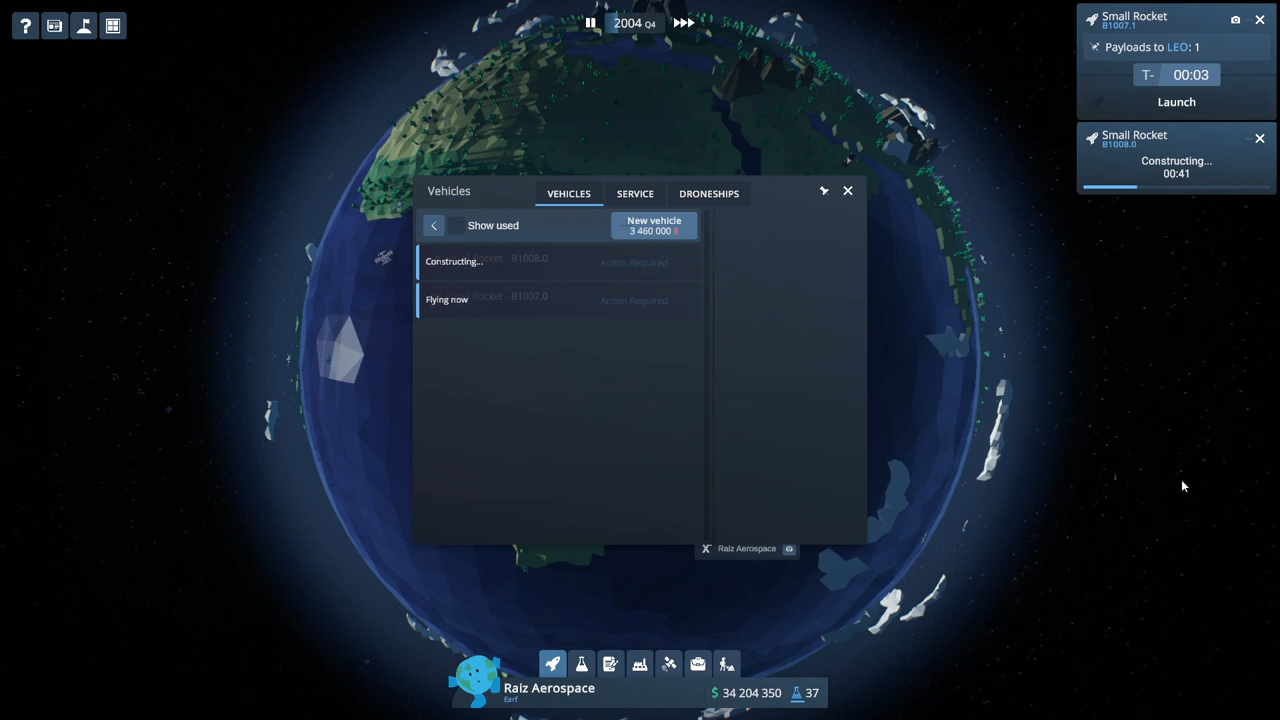 ?
2004 Q4
Small Rocket
B1007.1
Payloads to LEO: 1
T- 00:03
Launch
Small Rocket
B1008.0
Constructing...
00:41
Vehicles
VEHICLES
SERVICE
DRONESHIPS
Show used
New vehicle
3 460 000 $
Constructing...
Rocket - B1008.0
Action Required
Flying now
Rocket - B1007.0
Action Required
Raiz Aerospace
Raiz Aerospace
Earf
$ 34 204 350
37